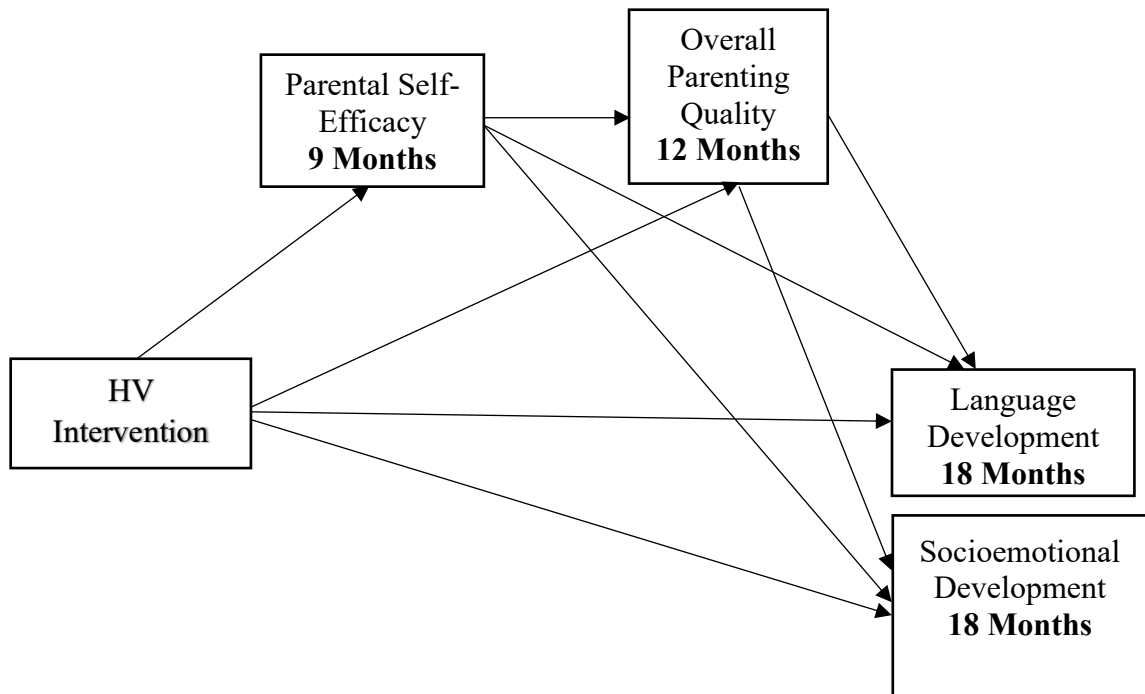 Overall
Parenting
Quality
12 Months
Parental Self-
Efficacy
9 Months
HV
Intervention
Language
Development
18 Months
Socioemotional
Development
18 Months